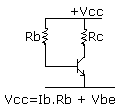 +Vcc
Rb Rc
Vcc=Ib.Rb + Vbe